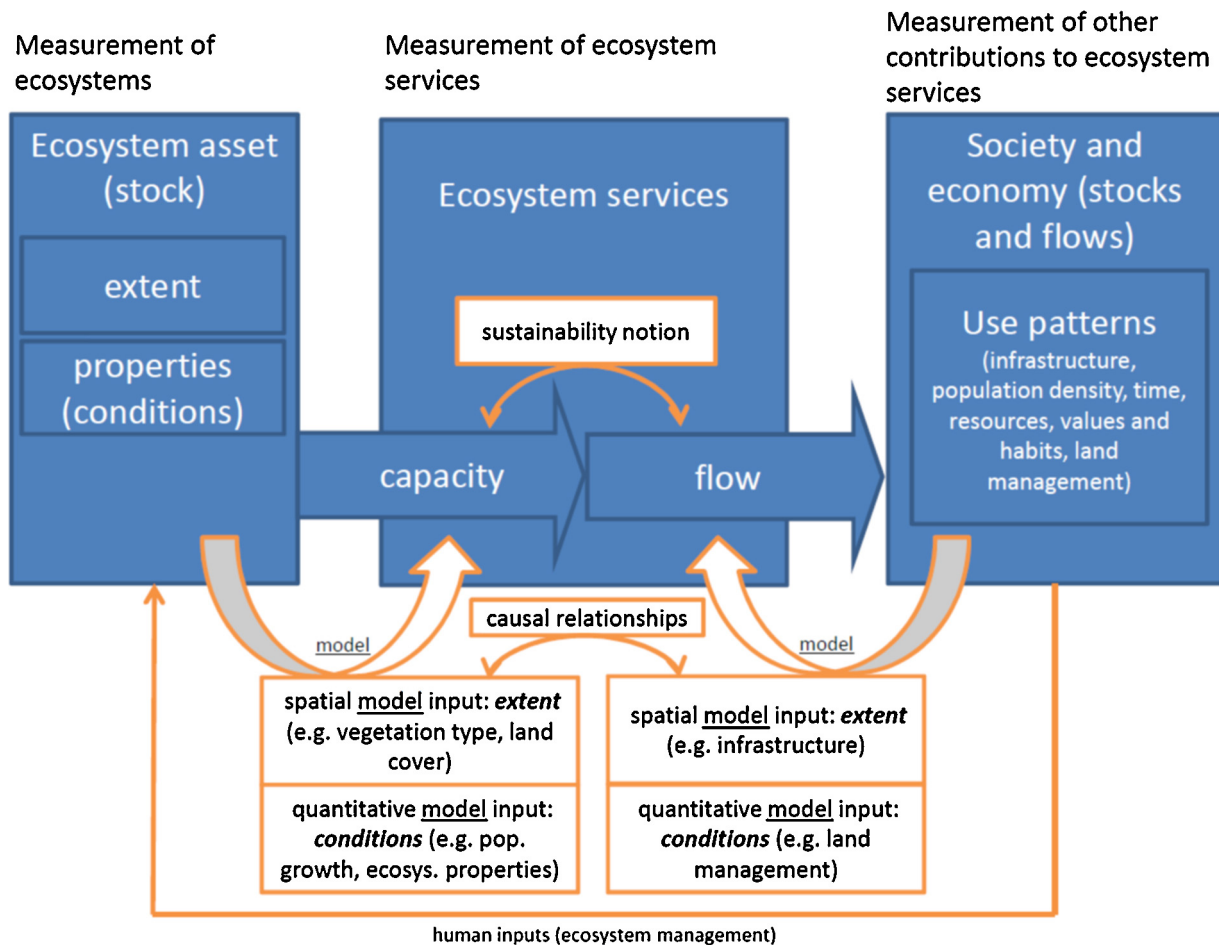 Measurement of
ecosystems
Measurement of ecosystem
services
Measurement of other
contributions to ecosystem
services
Ecosystem asset
(stock)
extent
properties
(conditions)
Ecosystem services
sustainability notion
capacity
flow
Society and
economy (stocks
and flows)
Use patterns
(infrastructure,
population density, time,
resources, values and
habits, land
management)
causal relationships
model
model
spatial model input: extent
(e.g. vegetation type, land
cover)
quantitative model input:
conditions (e.g. pop.
growth, ecosys. properties)
spatial model input: extent
(e.g. infrastructure)
quantitative model input:
conditions (e.g. land
management)
human inputs (ecosystem management)